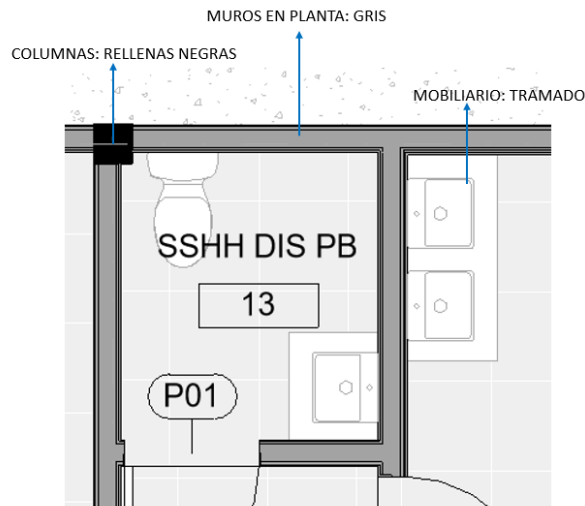 MUROS EN PLANTA: GRIS
COLUMNAS: RELLENAS NEGRAS
MOBILIARIO: TRAMADO
SSHH DIS PB
13
P01